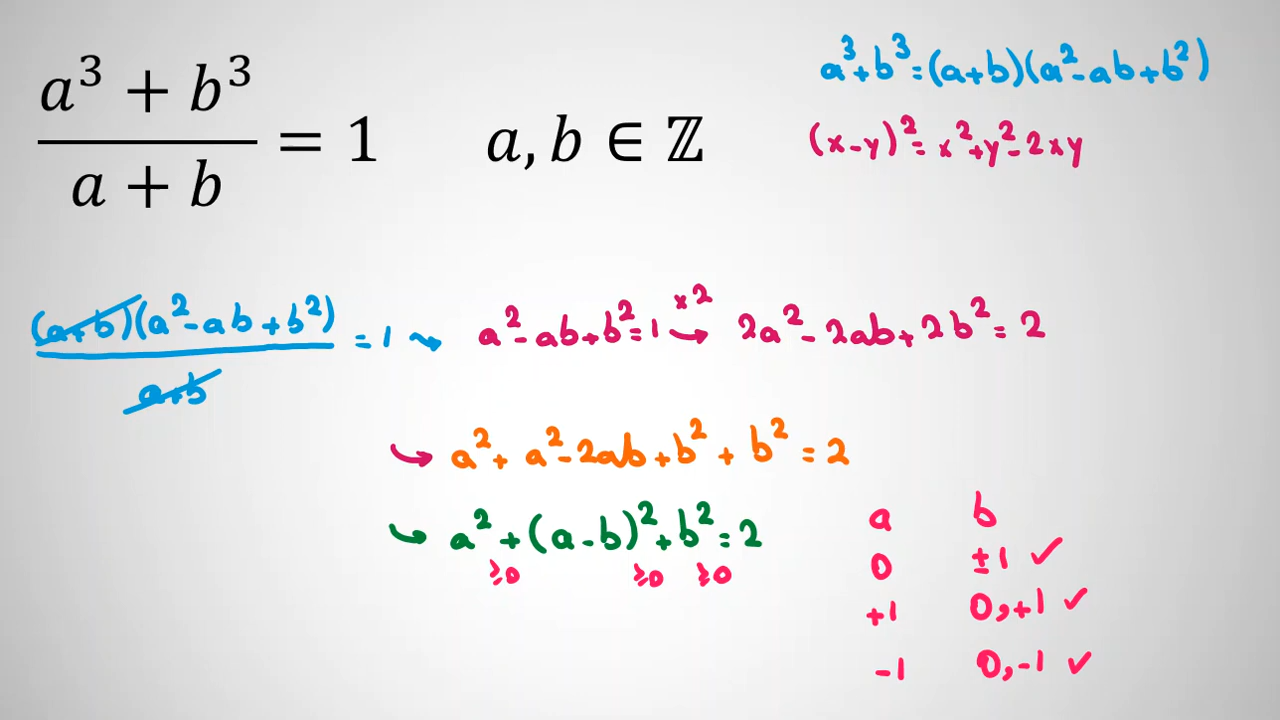 a³ + b³ / a + b = 1    a, b ∈ ℤ
a³+b³=(a+b)(a²-ab+b²)
(x-y)²=x²+y²-2xy
(a+b)(a²-ab+b²) / a+b = 1 ⇝ a²-ab+b²=1 ×2→ 2a²-2ab+2b²=2
↪ a²+a²-2ab+b²+b²=2
↪ a²+(a-b)²+b²=2
≥0 ≥0 ≥0
a b
0 ±1 ✓
+1 0,+1 ✓
-1 0,-1 ✓